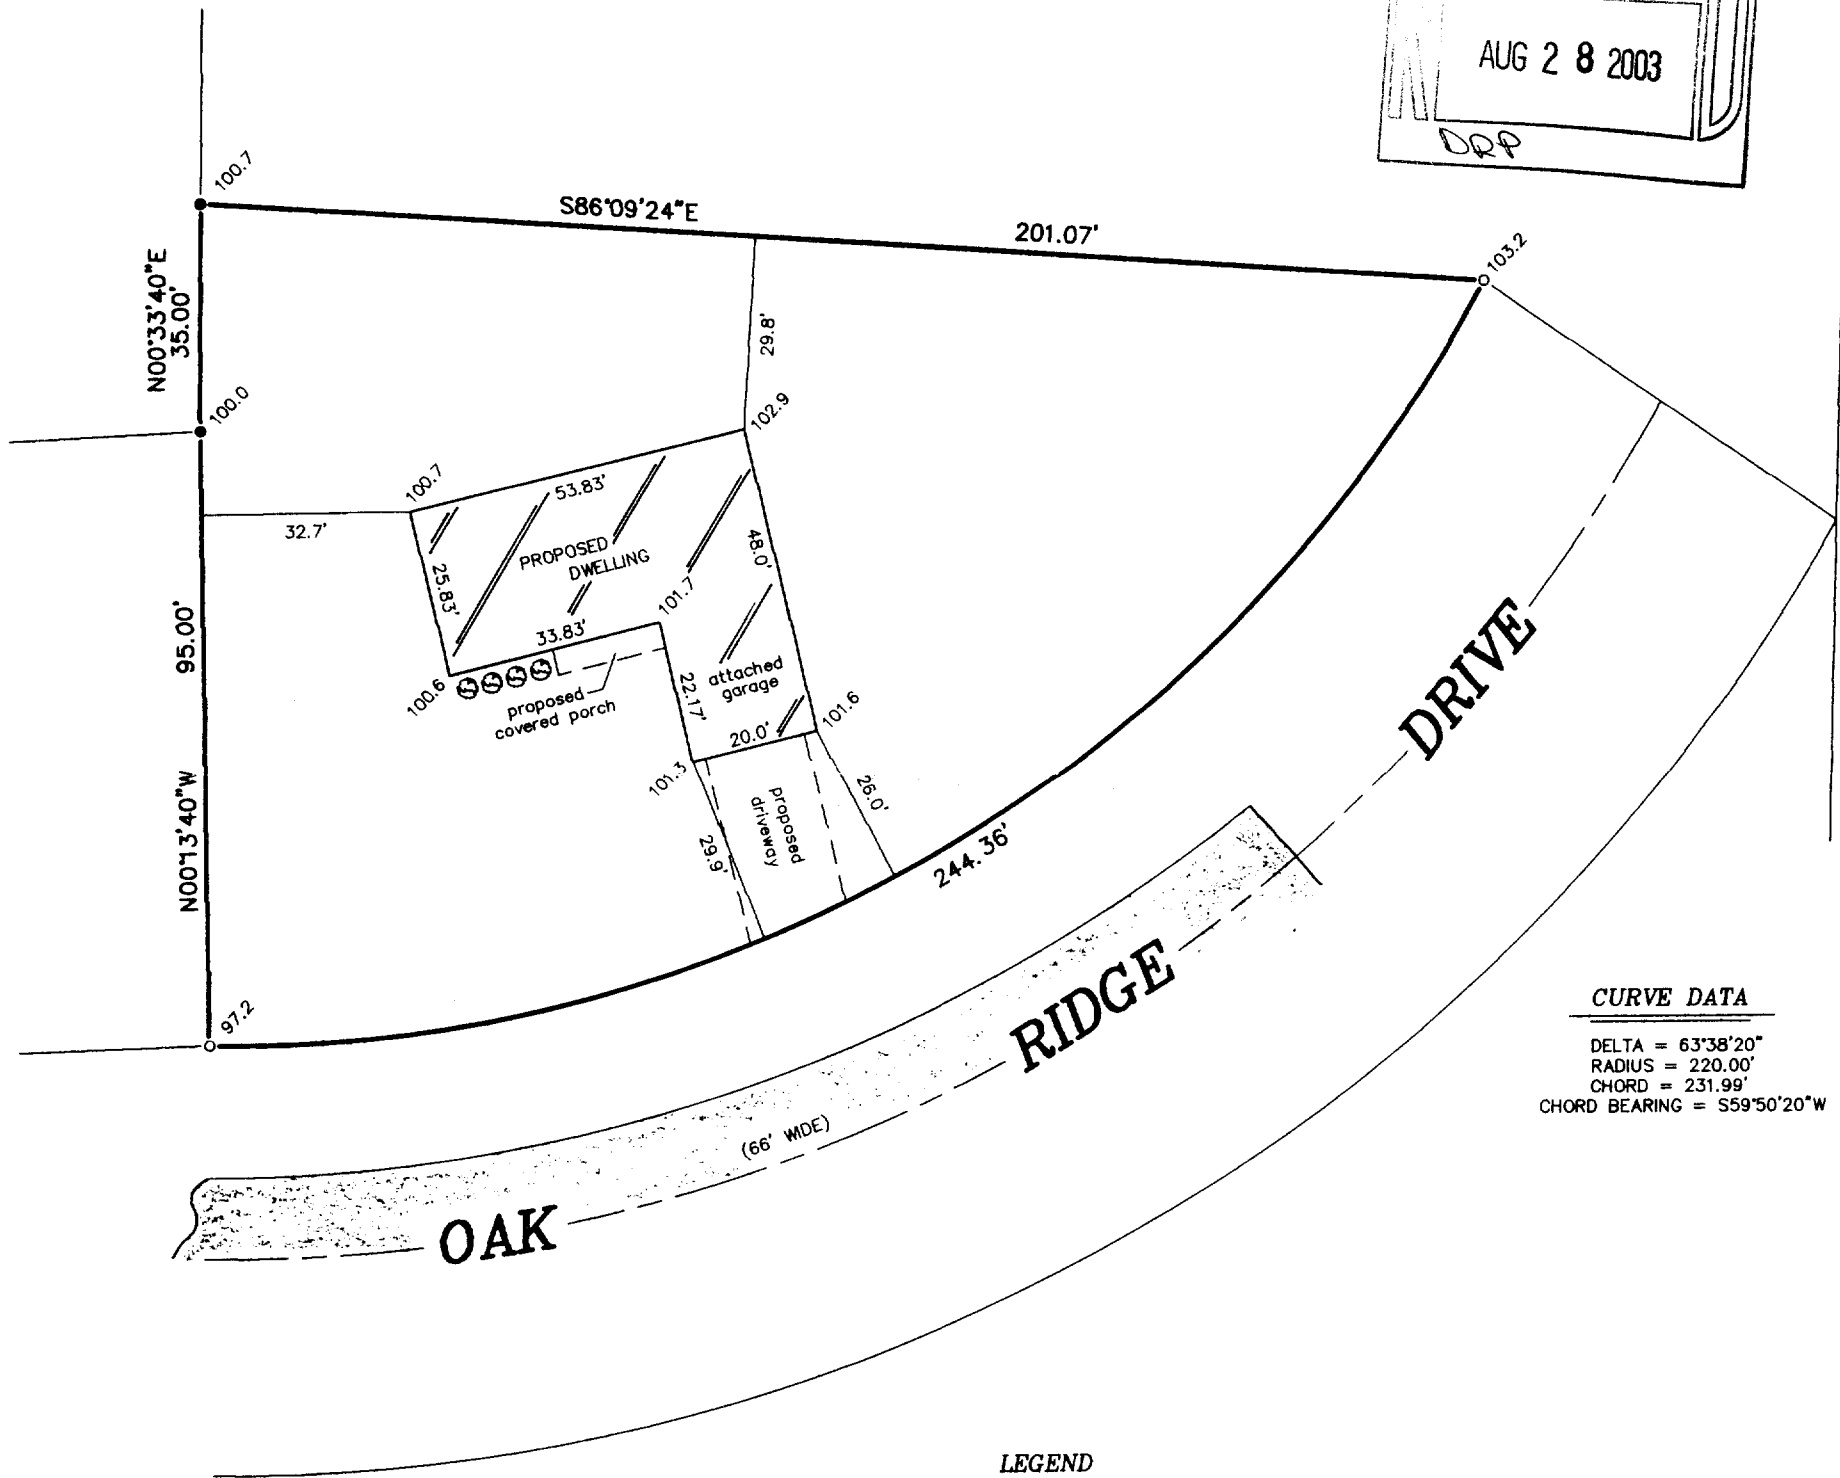 AUG 2 8 2003
DRP
100.7
S86°09'24"E
201.07'
103.2
N00°33'40"E
35.00'
29.8'
100.0
102.9
100.7
53.83'
32.7'
PROPOSED
DWELLING
48.0'
25.83'
101.7
33.83'
95.00'
attached
garage
22.17'
100.6
proposed
covered porch
101.6
20.0'
101.3
N00°13'40"W
proposed
driveway
26.0'
29.9'
244.36'
97.2
OAK RIDGE DRIVE
(66' WIDE)
CURVE DATA
DELTA = 63°38'20"
RADIUS = 220.00'
CHORD = 231.99'
CHORD BEARING = S59°50'20"W
LEGEND